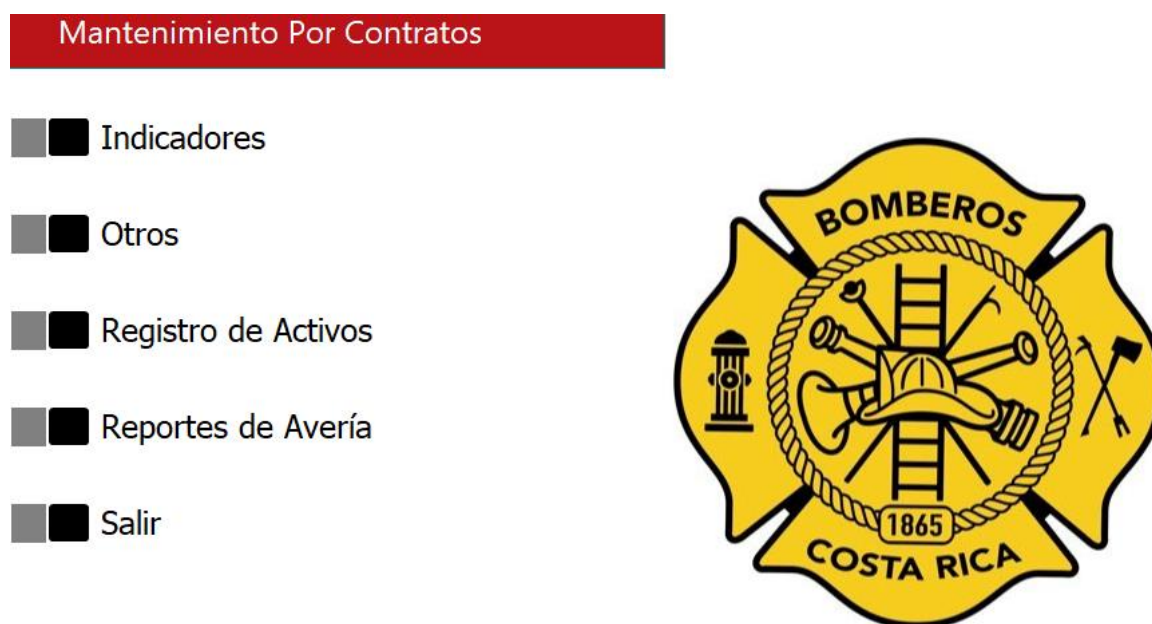 Mantenimiento Por Contratos
Indicadores
Otros
Registro de Activos
Reportes de Avería
Salir
BOMBEROS
1865
COSTA RICA